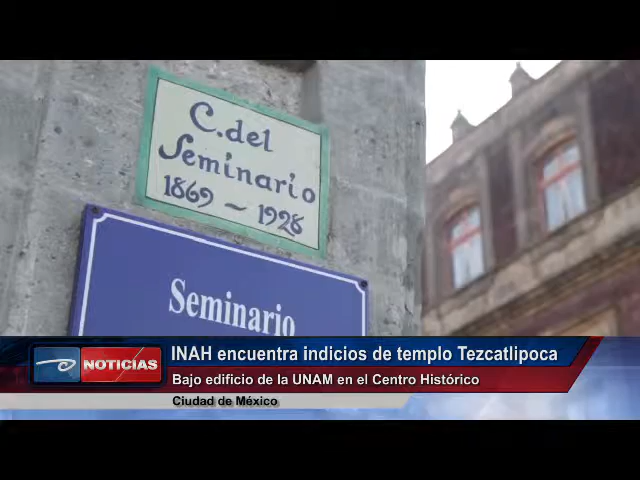 C. del
Seminario
1869 ~ 1928
Seminario
NOTICIAS
INAH encuentra indicios de templo Tezcatlipoca
Bajo edificio de la UNAM en el Centro Histórico
Ciudad de México